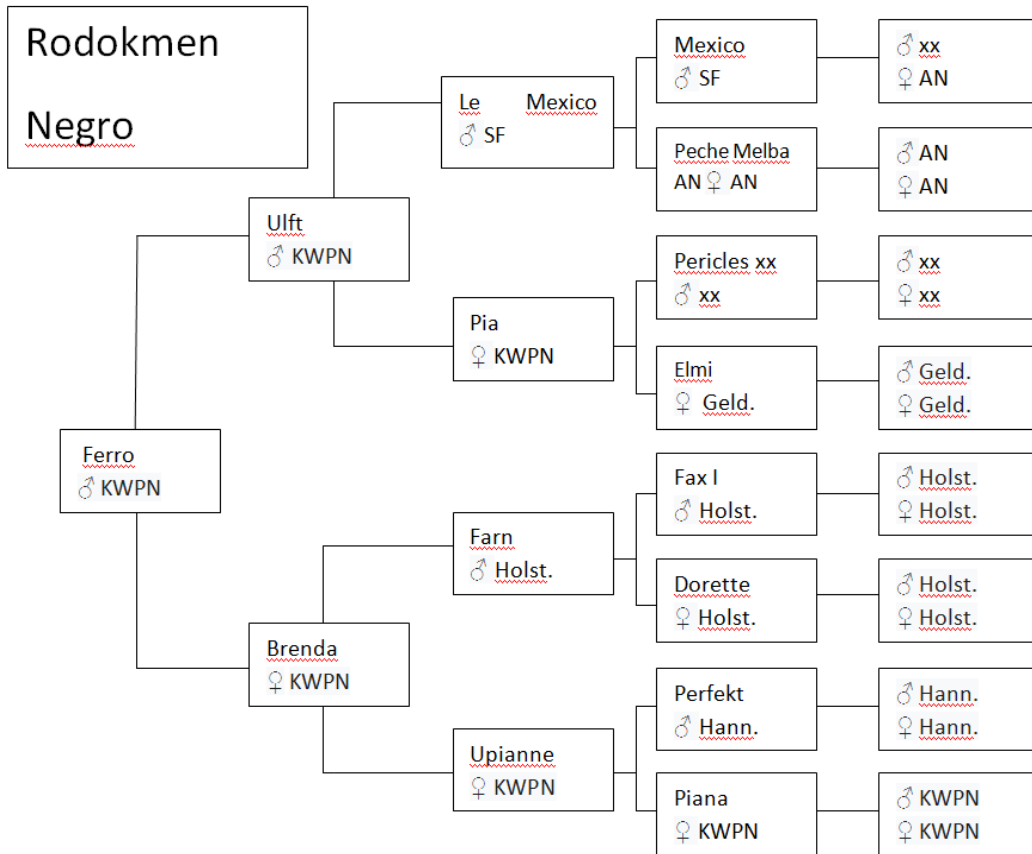 Rodokmen
Negro
Mexico
♂ SF
♂ xx
♀ AN
Le Mexico
♂ SF
Peche Melba
AN ♀ AN
♂ AN
♀ AN
Ulft
♂ KWPN
Pericles xx
♂ xx
♂ xx
♀ xx
Pia
♀ KWPN
Elmi
♀ Geld.
♂ Geld.
♀ Geld.
Ferro
♂ KWPN
Fax I
♂ Holst.
♂ Holst.
♀ Holst.
Farn
♂ Holst.
Dorette
♀ Holst.
♂ Holst.
♀ Holst.
Brenda
♀ KWPN
Perfekt
♂ Hann.
♂ Hann.
♀ Hann.
Upianne
♀ KWPN
Piana
♀ KWPN
♂ KWPN
♀ KWPN